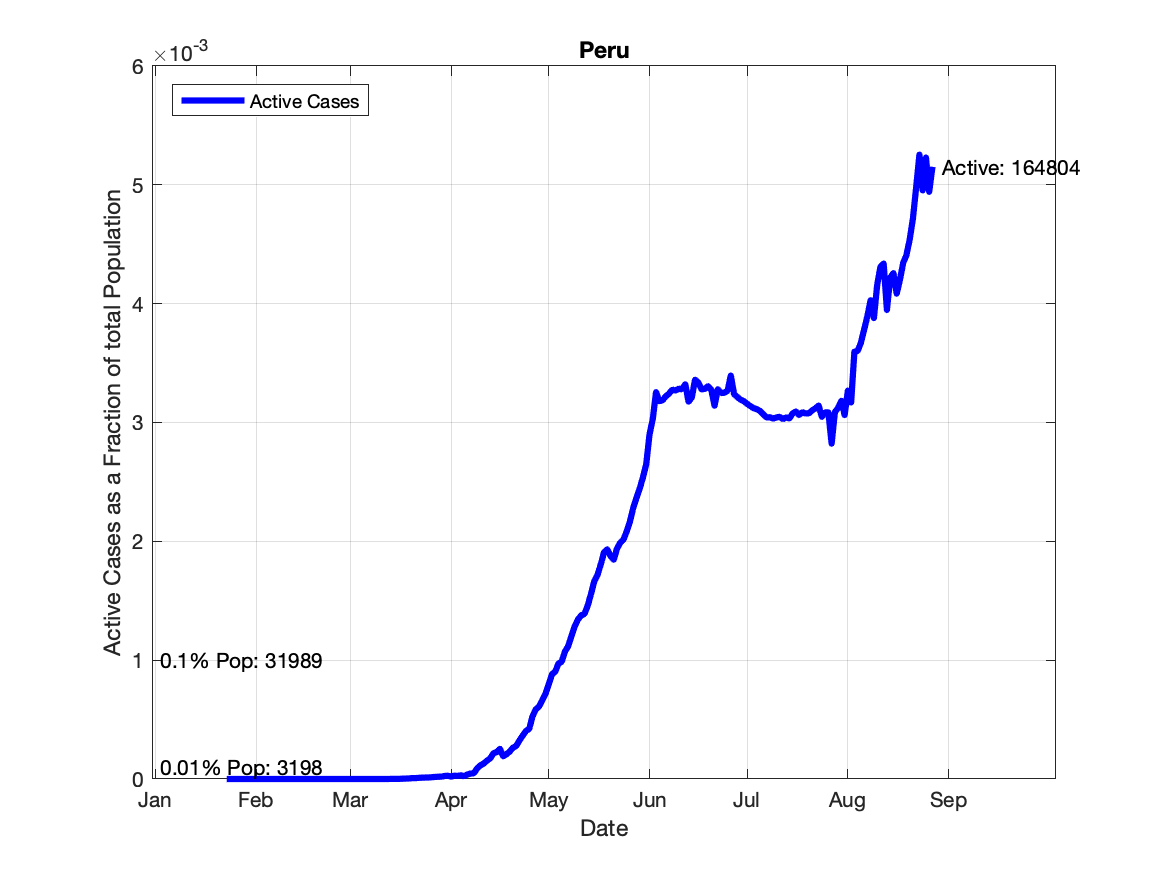 Peru
×10-3
Active Cases
6
5
4
3
2
1
0
Active Cases as a Fraction of total Population
Active: 164804
0.1% Pop: 31989
0.01% Pop: 3198
Jan Feb Mar Apr May Jun Jul Aug Sep
Date